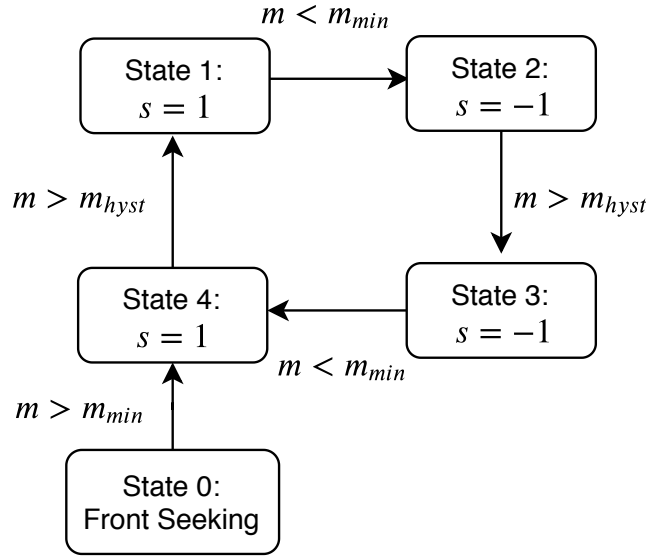 m < m_min
State 1:
s = 1
State 2:
s = −1
m > m_hyst
m > m_hyst
State 4:
s = 1
State 3:
s = −1
m < m_min
m > m_min
State 0:
Front Seeking